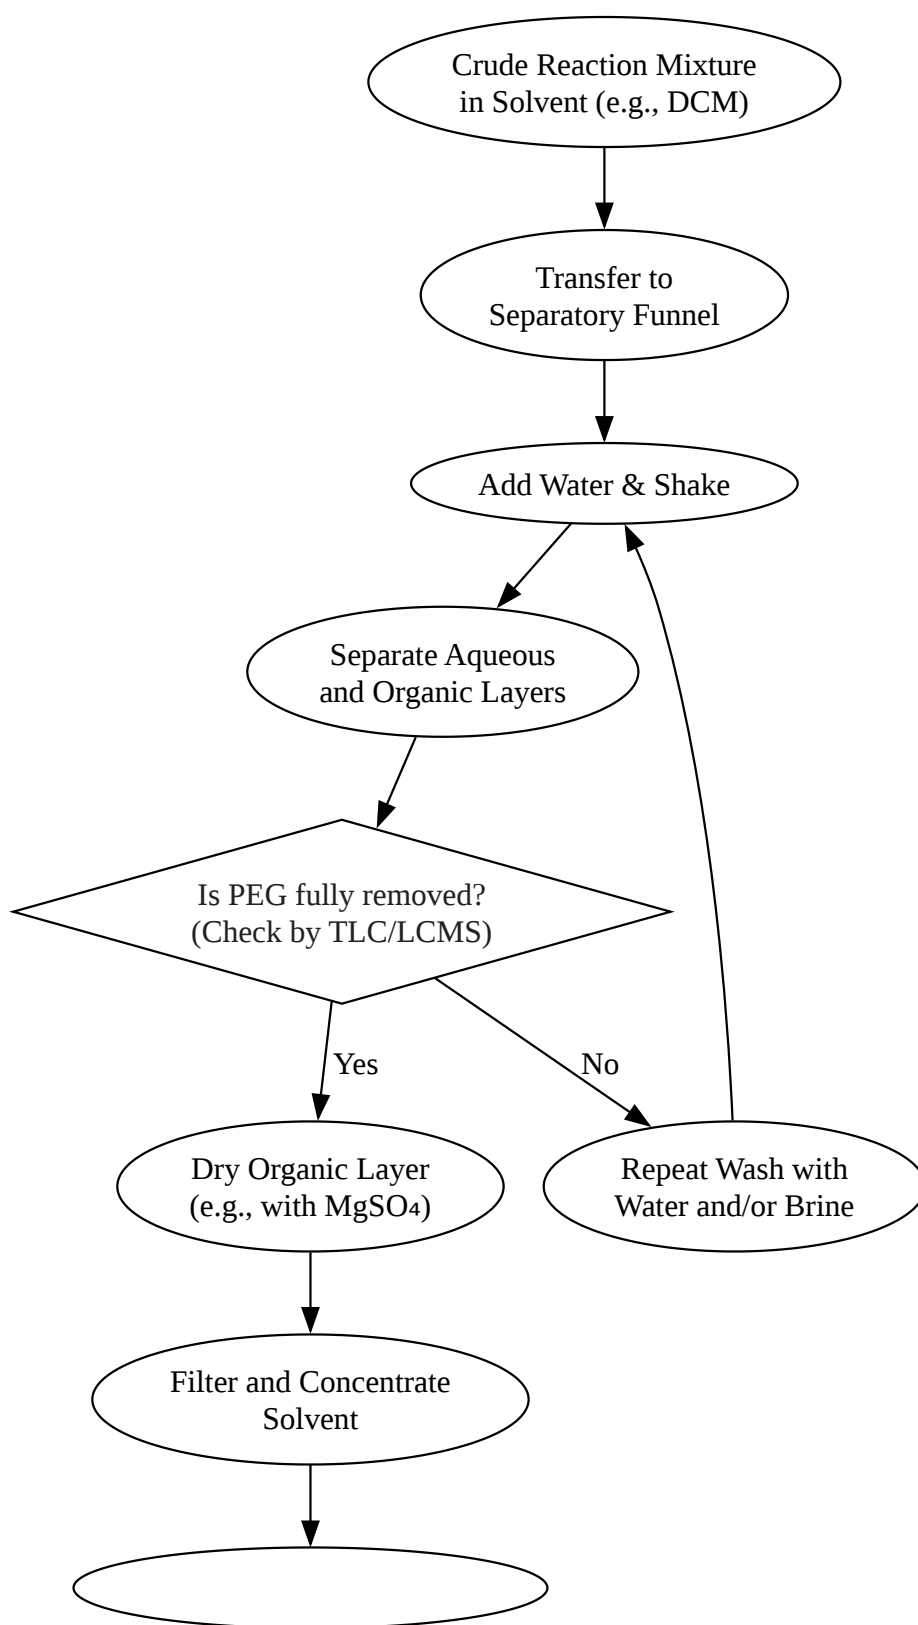 Crude Reaction Mixture
in Solvent (e.g., DCM)
Transfer to
Separatory Funnel
Add Water & Shake
Separate Aqueous
and Organic Layers
Is PEG fully removed?
(Check by TLC/LCMS)
Yes
No
Dry Organic Layer
(e.g., with MgSO₄)
Repeat Wash with
Water and/or Brine
Filter and Concentrate
Solvent